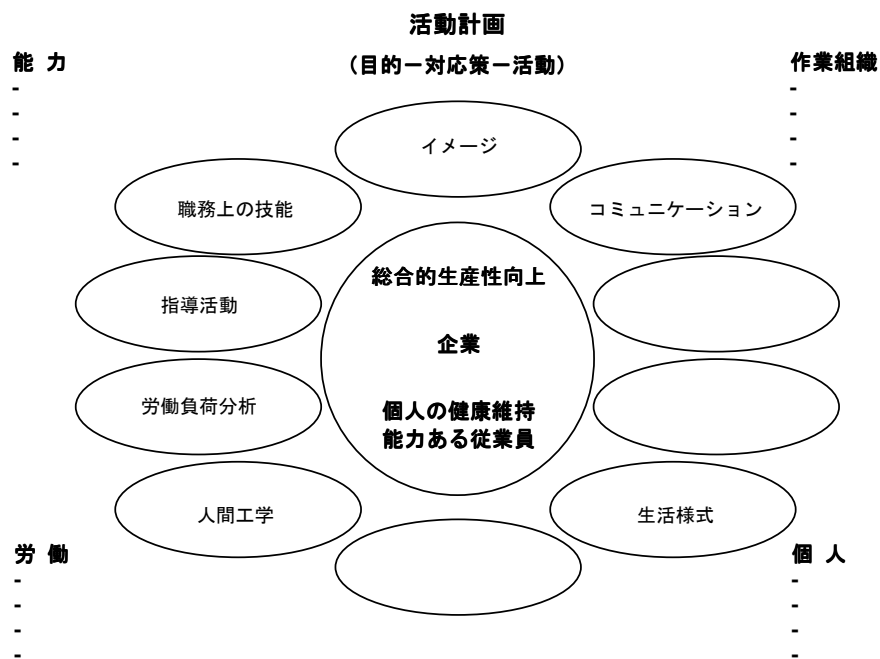 活動計画
(目的－対応策－活動)
能 力
-
-
-
-
作業組織
-
-
-
-
イメージ
職務上の技能
コミュニケーション
指導活動
労働負荷分析
総合的生産性向上
企業
個人の健康維持
能力ある従業員
人間工学
生活様式
労 働
-
-
-
-
個 人
-
-
-
-